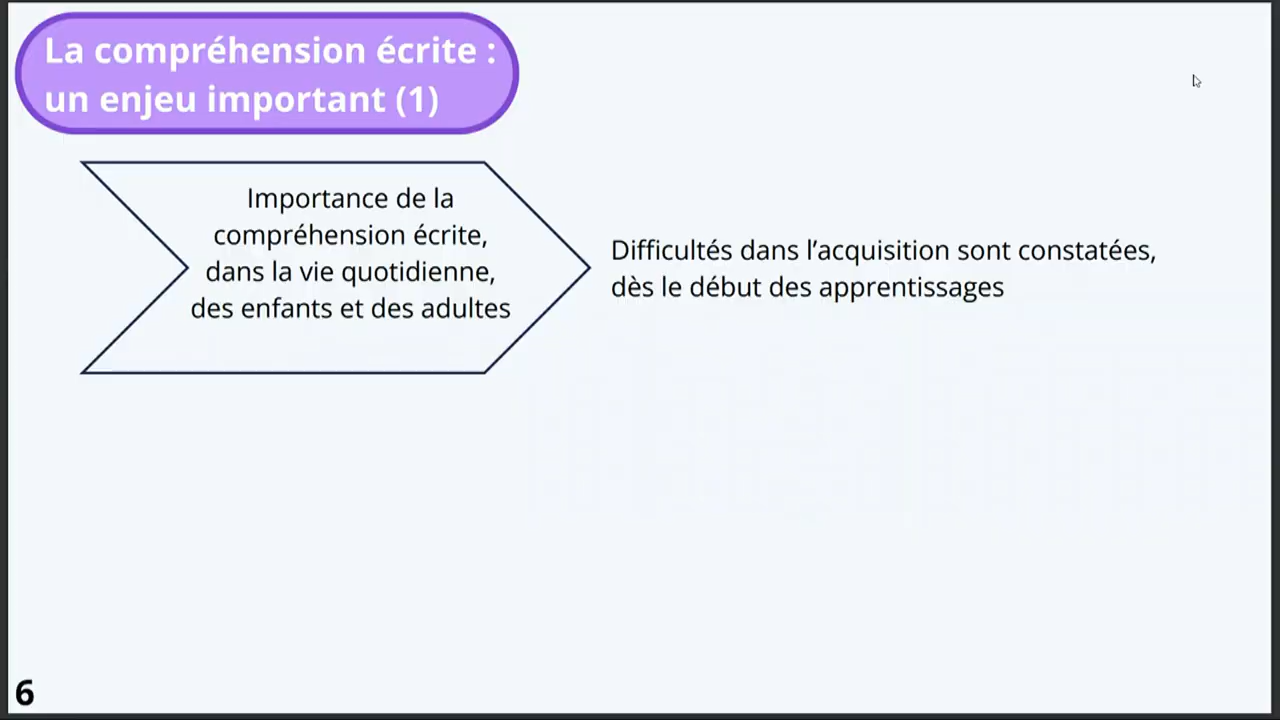 La compréhension écrite :
un enjeu important (1)
Importance de la
compréhension écrite,
dans la vie quotidienne,
des enfants et des adultes
Difficultés dans l’acquisition sont constatées,
dès le début des apprentissages
6